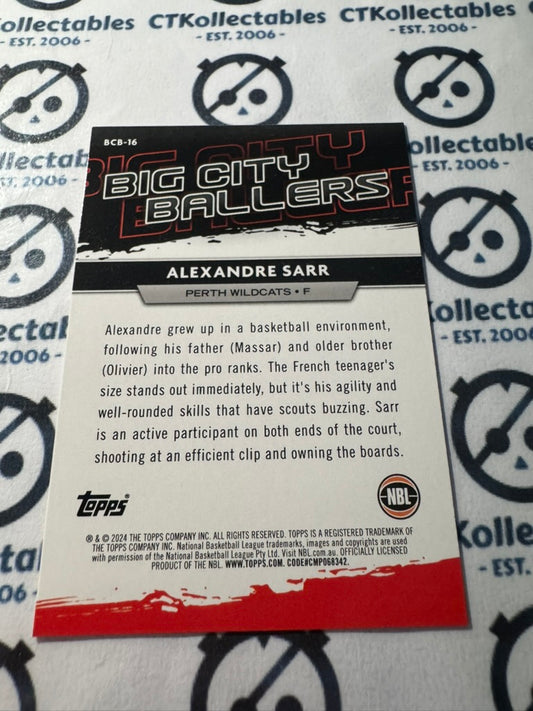 ollectables
- EST. 2006 -
CTKollectables
- EST. 2006 -
CTKollectables
- EST. 2006 -
llectab
T. 2006 -
ollectables
- EST. 2006 -
BCB-16
BIG CITY
BALLERS
ALEXANDRE SARR
PERTH WILDCATS • F
Alexandre grew up in a basketball environment,
following his father (Massar) and older brother
(Olivier) into the pro ranks. The French teenager's
size stands out immediately, but it's his agility and
well-rounded skills that have scouts buzzing. Sarr
is an active participant on both ends of the court,
shooting at an efficient clip and owning the boards.
topps
NBL
® & © 2024 THE TOPPS COMPANY INC. ALL RIGHTS RESERVED. TOPPS IS A REGISTERED TRADEMARK OF
THE TOPPS COMPANY INC. National Basketball League trademarks, images and copyrights are used
with permission of the National Basketball League Pty Ltd. Visit NBL.com.au. OFFICIALLY LICENSED
PRODUCT OF THE NBL. WWW.TOPPS.COM. CODE#CMP068342.
ollecta
- EST. 2006
ectal
006 -
Kollecta
- EST.
ta
06 -